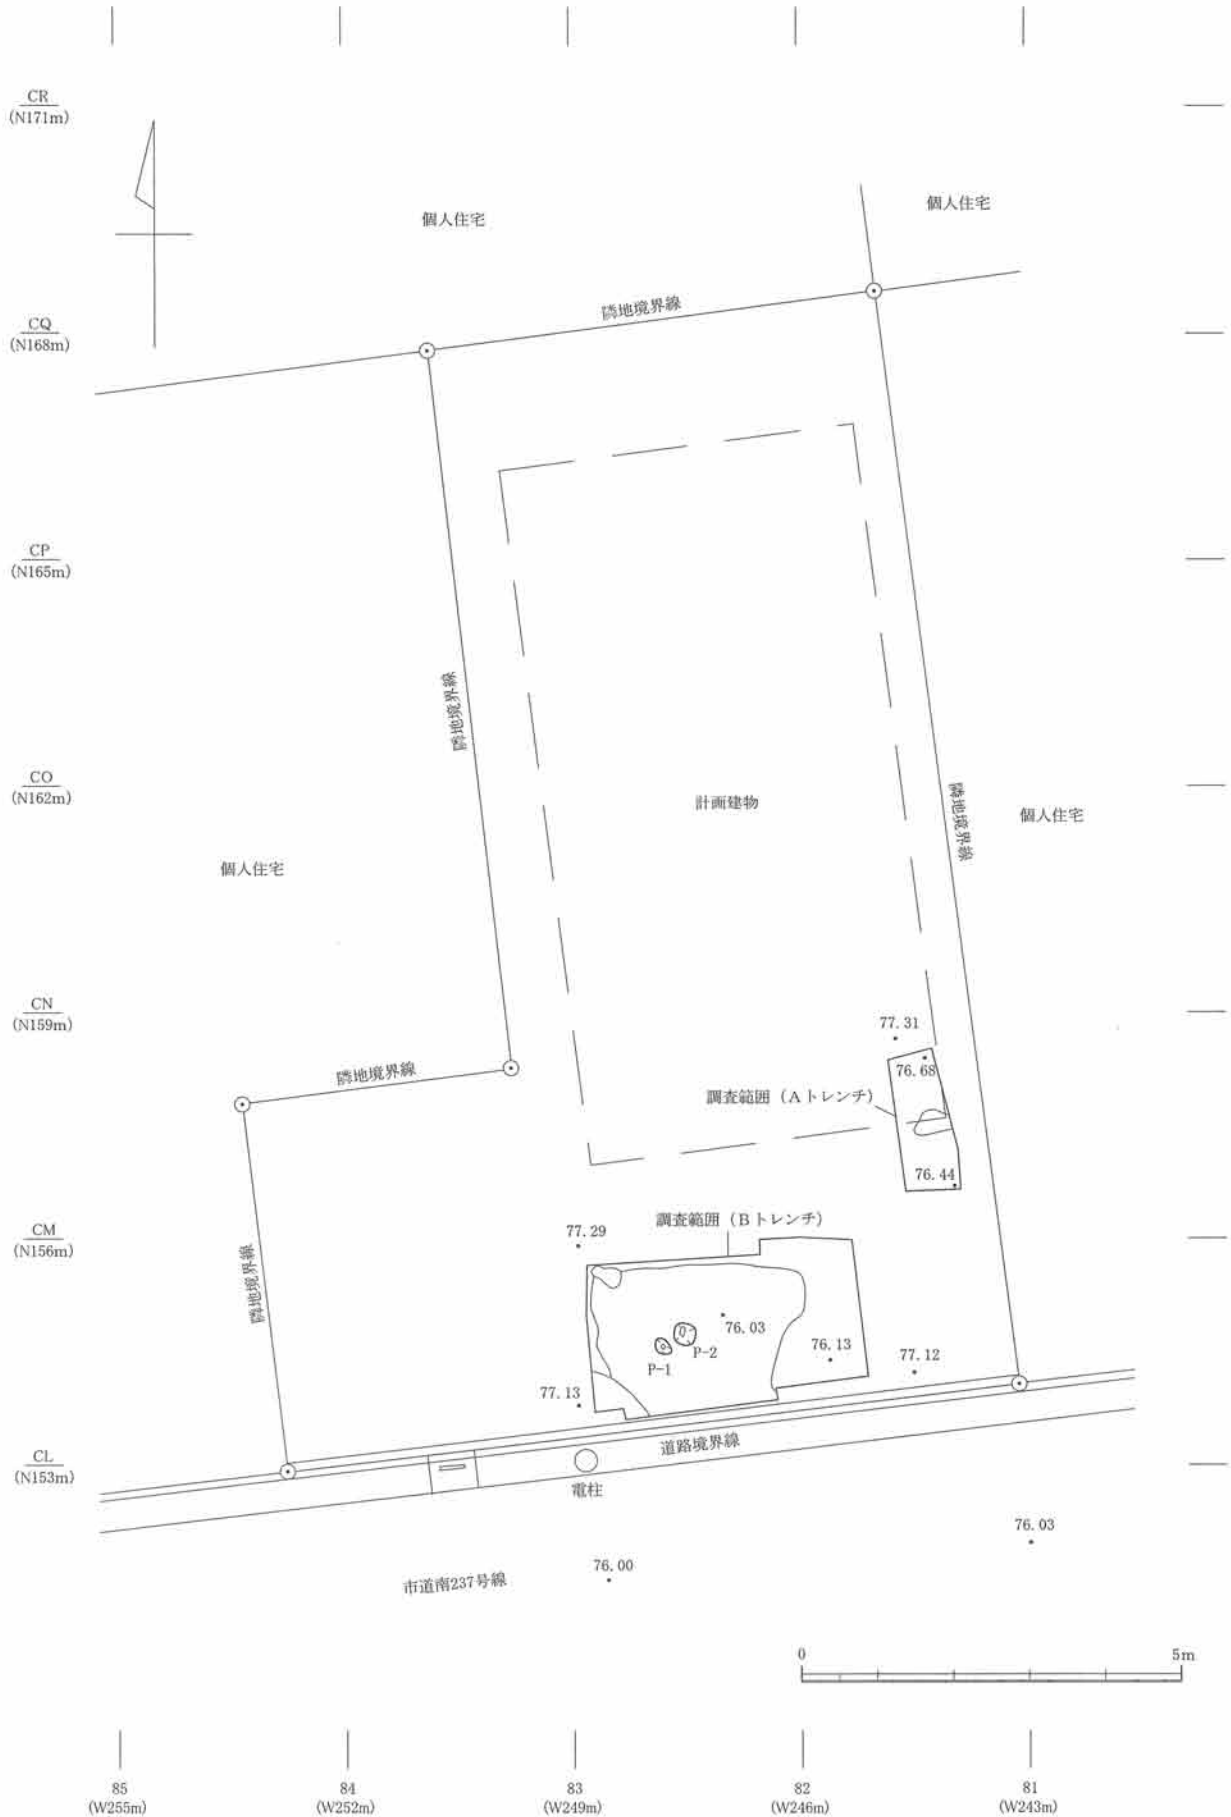 CR
(N171m)
個人住宅
個人住宅
隣地境界線
CQ
(N168m)
CP
(N165m)
隣地境界線
CO
(N162m)
計画建物
隣地境界線
個人住宅
個人住宅
CN
(N159m)
77.31
隣地境界線
76.68
調査範囲（Aトレンチ）
76.44
CM
(N156m)
調査範囲（Bトレンチ）
77.29
隣地境界線
76.03
P-2
P-1
76.13
77.12
77.13
道路境界線
CL
(N153m)
電柱
76.03
76.00
市道南237号線
0
5m
85
(W255m)
84
(W252m)
83
(W249m)
82
(W246m)
81
(W243m)